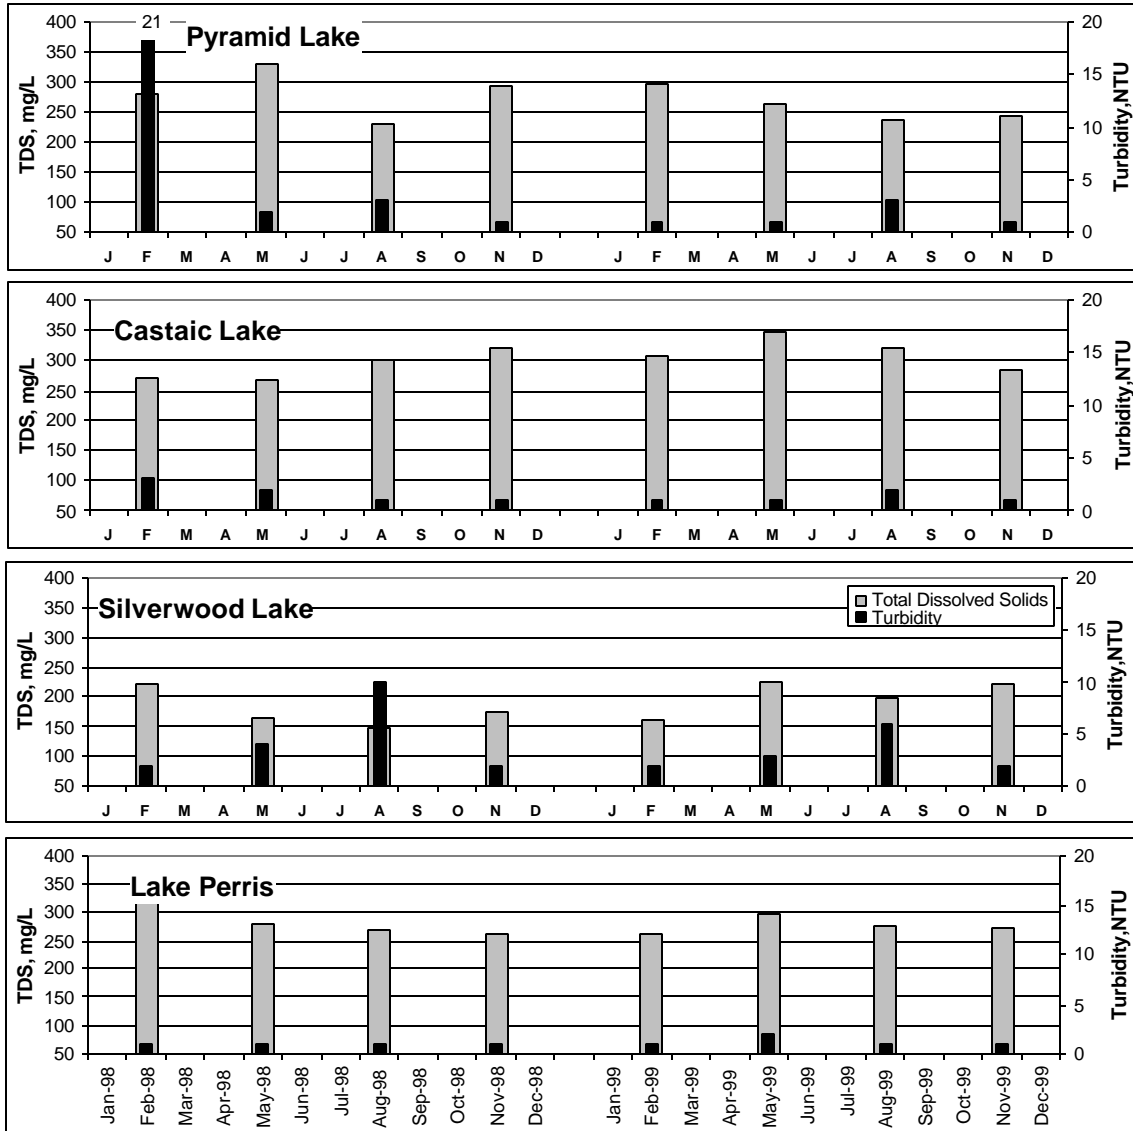 21
Pyramid Lake
TDS, mg/L
400
350
300
250
200
150
100
50
20
15
10
5
0
Turbidity,NTU
J F M A M J J A S O N D J F M A M J J A S O N D
Castaic Lake
TDS, mg/L
400
350
300
250
200
150
100
50
20
15
10
5
0
Turbidity,NTU
J F M A M J J A S O N D J F M A M J J A S O N D
Silverwood Lake
Total Dissolved Solids
Turbidity
TDS, mg/L
400
350
300
250
200
150
100
50
20
15
10
5
0
Turbidity,NTU
J F M A M J J A S O N D J F M A M J J A S O N D
Lake Perris
TDS, mg/L
400
350
300
250
200
150
100
50
20
15
10
5
0
Turbidity,NTU
Jan-98 Feb-98 Mar-98 Apr-98 May-98 Jun-98 Jul-98 Aug-98 Sep-98 Oct-98 Nov-98 Dec-98 Jan-99 Feb-99 Mar-99 Apr-99 May-99 Jun-99 Jul-99 Aug-99 Sep-99 Oct-99 Nov-99 Dec-99